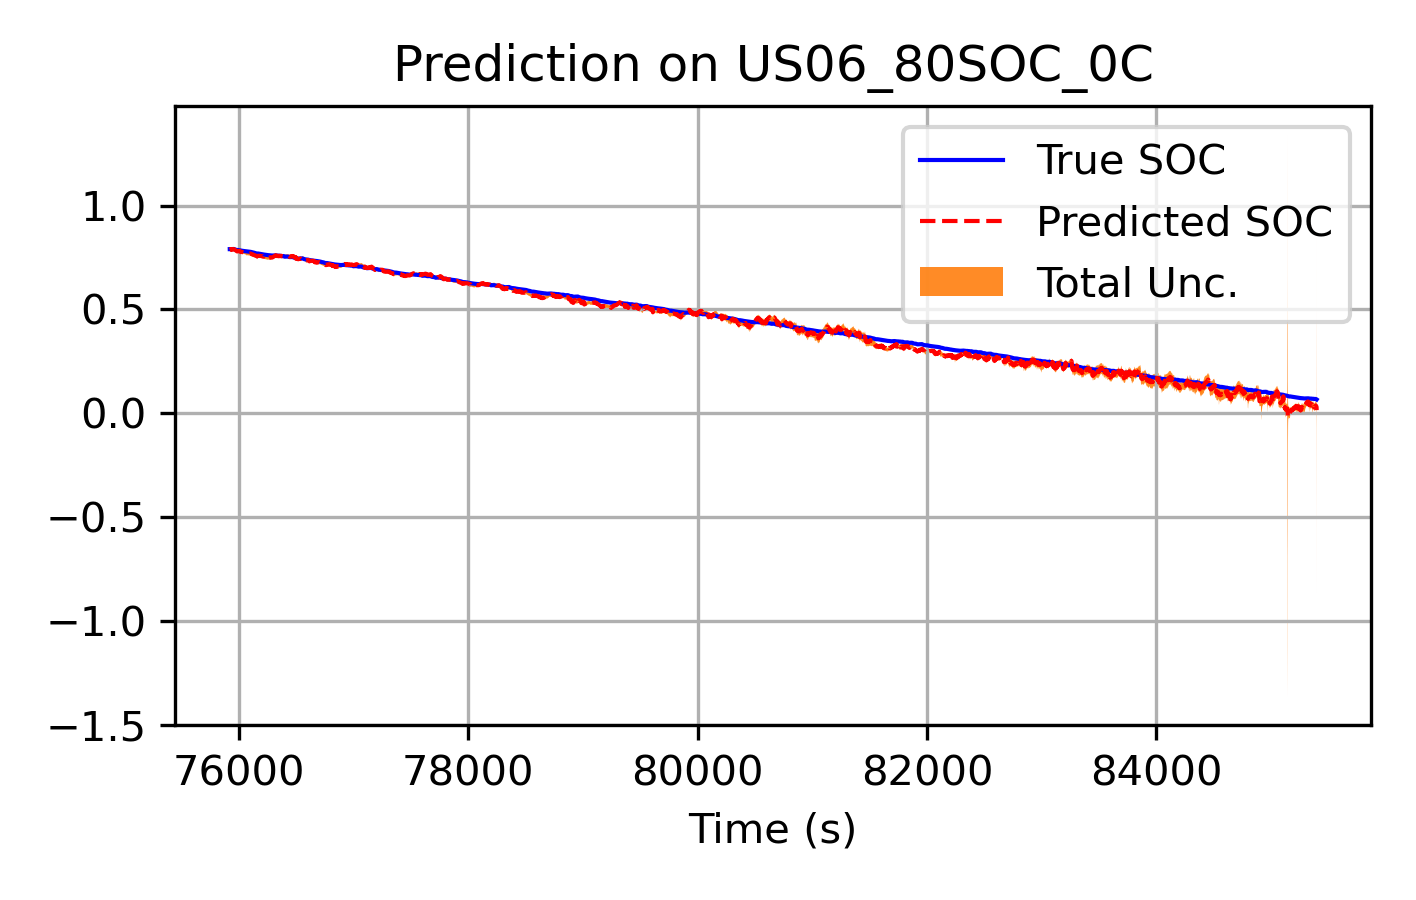 Prediction on US06_80SOC_0C
True SOC
Predicted SOC
Total Unc.
1.0
0.5
0.0
−0.5
−1.0
−1.5
76000 78000 80000 82000 84000
Time (s)